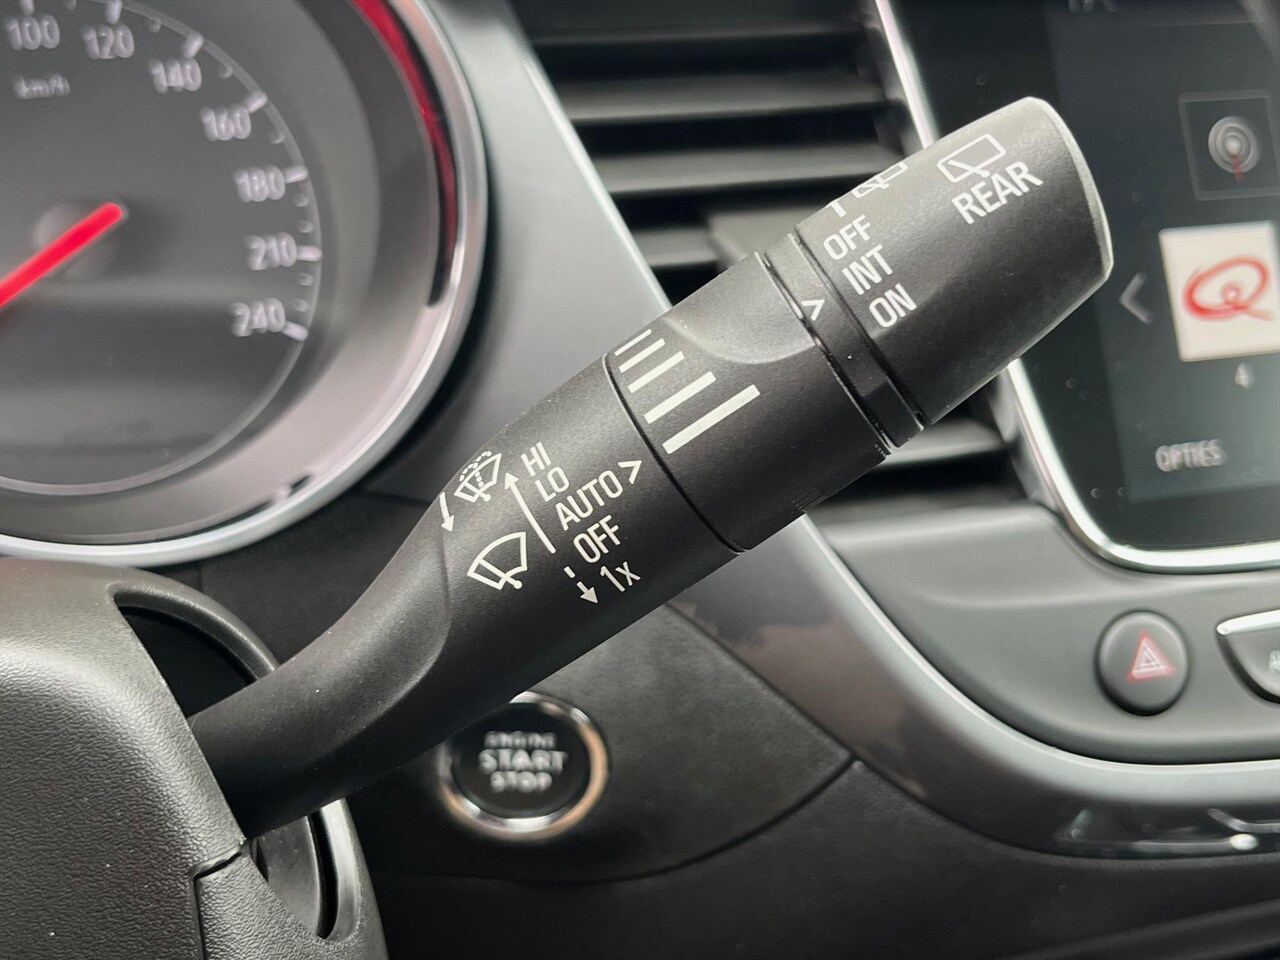 100
120
km/h
140
160
180
210
240
REAR
OFF
INT
ON
HI
LO
AUTO
OFF
1x
ENGINE
START
STOP
4
OPTIES